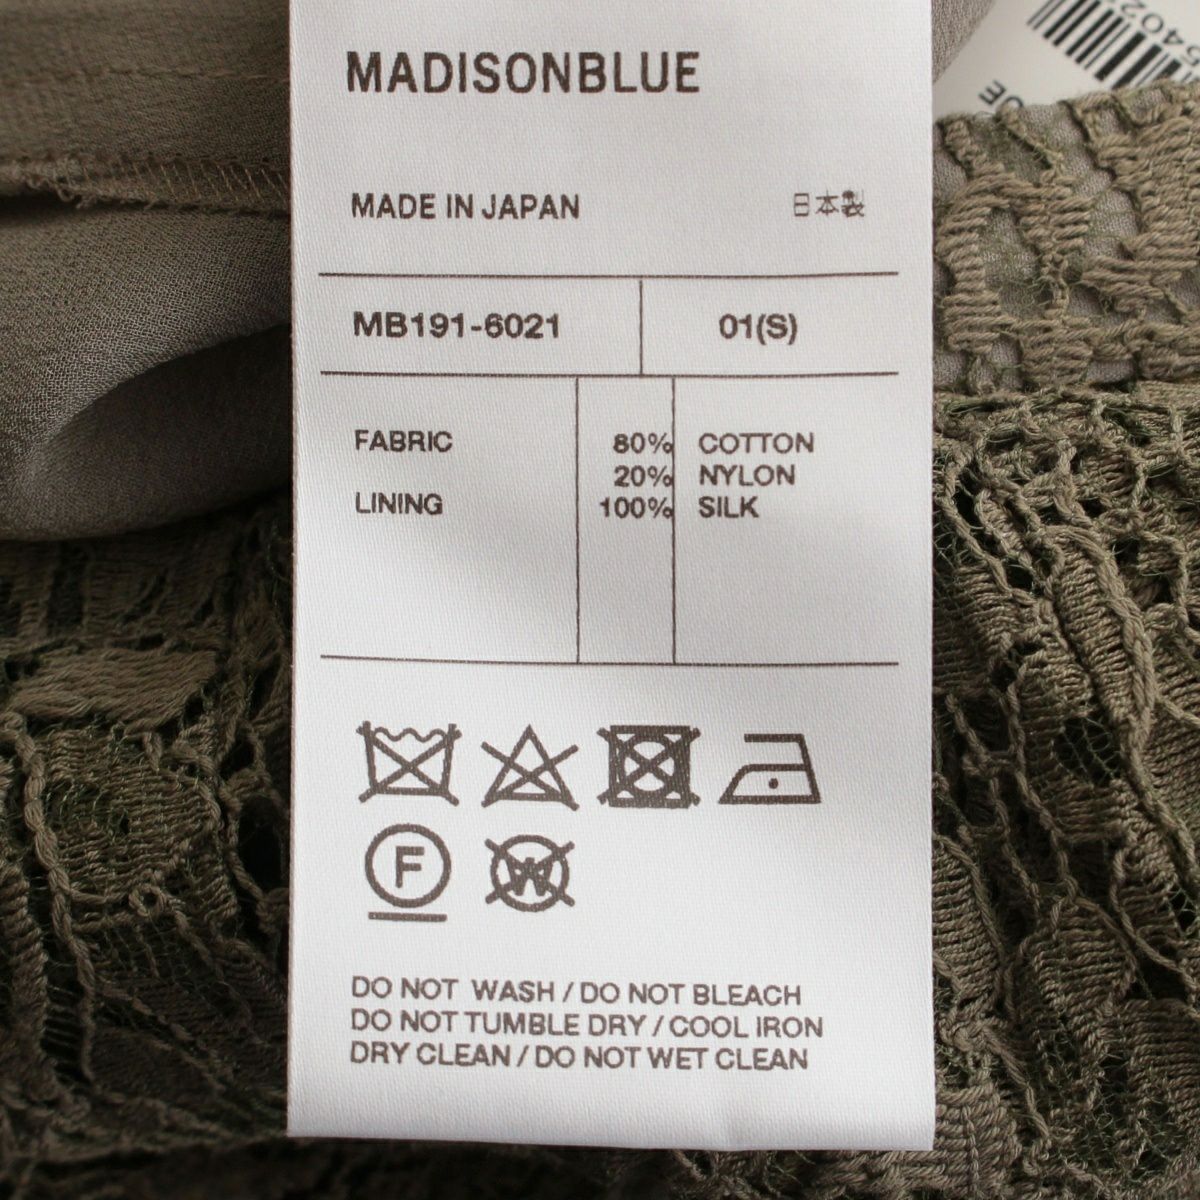 MADISONBLUE
MADE IN JAPAN 日本製
MB191-6021 01(S)
FABRIC 80% COTTON
20% NYLON
LINING 100% SILK
F W
DO NOT WASH / DO NOT BLEACH
DO NOT TUMBLE DRY / COOL IRON
DRY CLEAN / DO NOT WET CLEAN